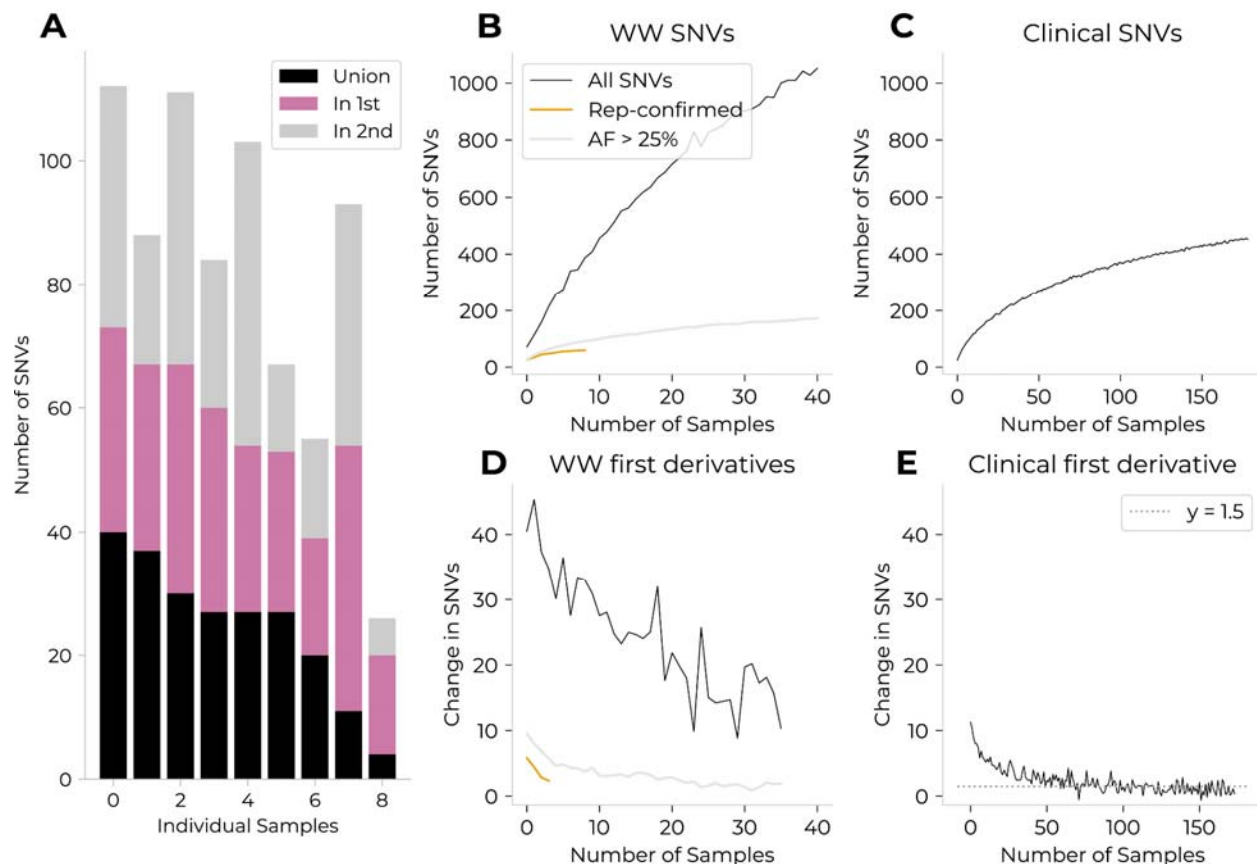 A
Union
In 1st
In 2nd
Number of SNVs
100
80
60
40
20
0
0 2 4 6 8
Individual Samples
B
WW SNVs
All SNVs
Rep-confirmed
AF > 25%
Number of SNVs
1000
800
600
400
200
0
0 10 20 30 40
Number of Samples
C
Clinical SNVs
Number of SNVs
1000
800
600
400
200
0
0 50 100 150
Number of Samples
D
WW first derivatives
Change in SNVs
40
30
20
10
0
0 10 20 30 40
Number of Samples
E
Clinical first derivative
y = 1.5
Change in SNVs
40
30
20
10
0
0 50 100 150
Number of Samples